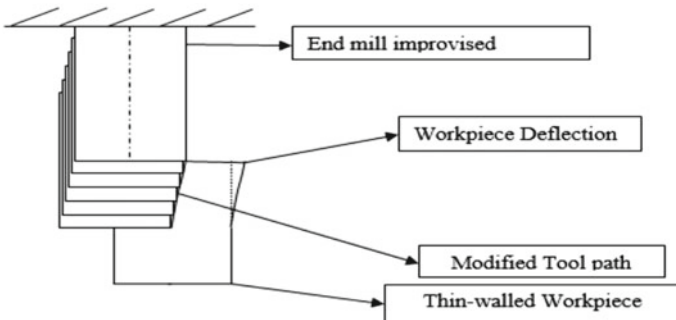 End mill improvised
Workpiece Deflection
Modified Tool path
Thin-walled Workpiece